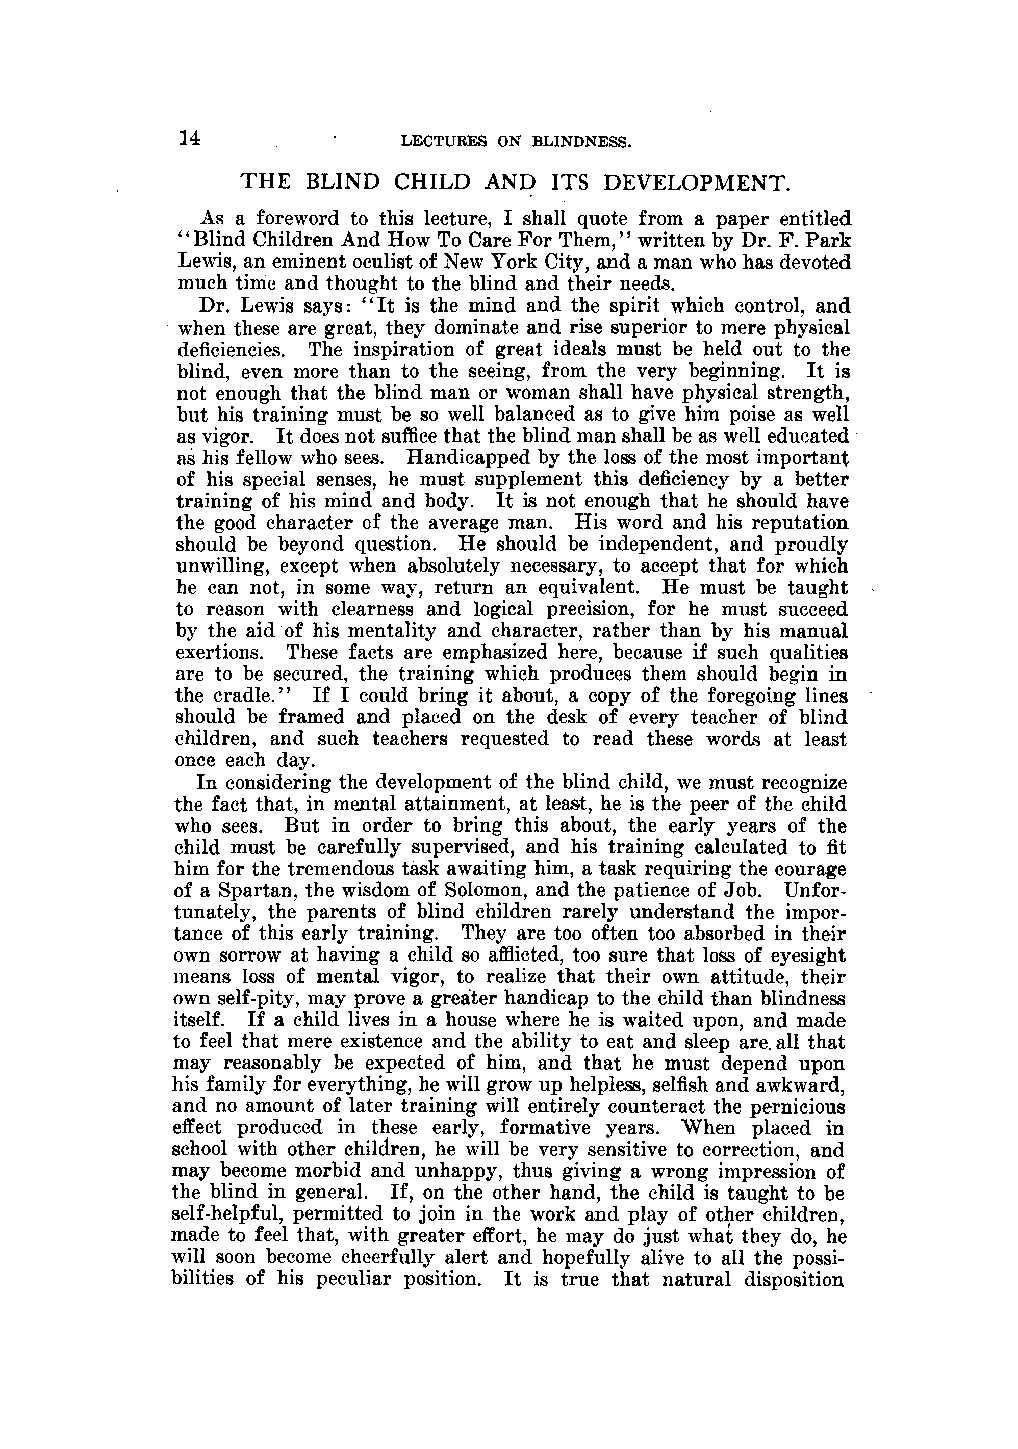 14 LECTURES ON BLINDNESS.
THE BLIND CHILD AND ITS DEVELOPMENT.
As a foreword to this lecture, I shall quote from a paper entitled
"Blind Children And How To Care For Them," written by Dr. F. Park
Lewis, an eminent oculist of New York City, and a man who has devoted
much time and thought to the blind and their needs.
Dr. Lewis says: "It is the mind and the spirit which control, and
when these are great, they dominate and rise superior to mere physical
deficiencies. The inspiration of great ideals must be held out to the
blind, even more than to the seeing, from the very beginning. It is
not enough that the blind man or woman shall have physical strength,
but his training must be so well balanced as to give him poise as well
as vigor. It does not suffice that the blind man shall be as well educated
as his fellow who sees. Handicapped by the loss of the most important
of his special senses, he must supplement this deficiency by a better
training of his mind and body. It is not enough that he should have
the good character of the average man. His word and his reputation
should be beyond question. He should be independent, and proudly
unwilling, except when absolutely necessary, to accept that for which
he can not, in some way, return an equivalent. He must be taught
to reason with clearness and logical precision, for he must succeed
by the aid of his mentality and character, rather than by his manual
exertions. These facts are emphasized here, because if such qualities
are to be secured, the training which produces them should begin in
the cradle." If I could bring it about, a copy of the foregoing lines
should be framed and placed on the desk of every teacher of blind
children, and such teachers requested to read these words at least
once each day.
In considering the development of the blind child, we must recognize
the fact that, in mental attainment, at least, he is the peer of the child
who sees. But in order to bring this about, the early years of the
child must be carefully supervised, and his training calculated to fit
him for the tremendous task awaiting him, a task requiring the courage
of a Spartan, the wisdom of Solomon, and the patience of Job. Unfor-
tunately, the parents of blind children rarely understand the impor-
tance of this early training. They are too often too absorbed in their
own sorrow at having a child so afflicted, too sure that loss of eyesight
means loss of mental vigor, to realize that their own attitude, their
own self-pity, may prove a greater handicap to the child than blindness
itself. If a child lives in a house where he is waited upon, and made
to feel that mere existence and the ability to eat and sleep are all that
may reasonably be expected of him, and that he must depend upon
his family for everything, he will grow up helpless, selfish and awkward,
and no amount of later training will entirely counteract the pernicious
effect produced in these early, formative years. When placed in
school with other children, he will be very sensitive to correction, and
may become morbid and unhappy, thus giving a wrong impression of
the blind in general. If, on the other hand, the child is taught to be
self-helpful, permitted to join in the work and play of other children,
made to feel that, with greater effort, he may do just what they do, he
will soon become cheerfully alert and hopefully alive to all the possi-
bilities of his peculiar position. It is true that natural disposition